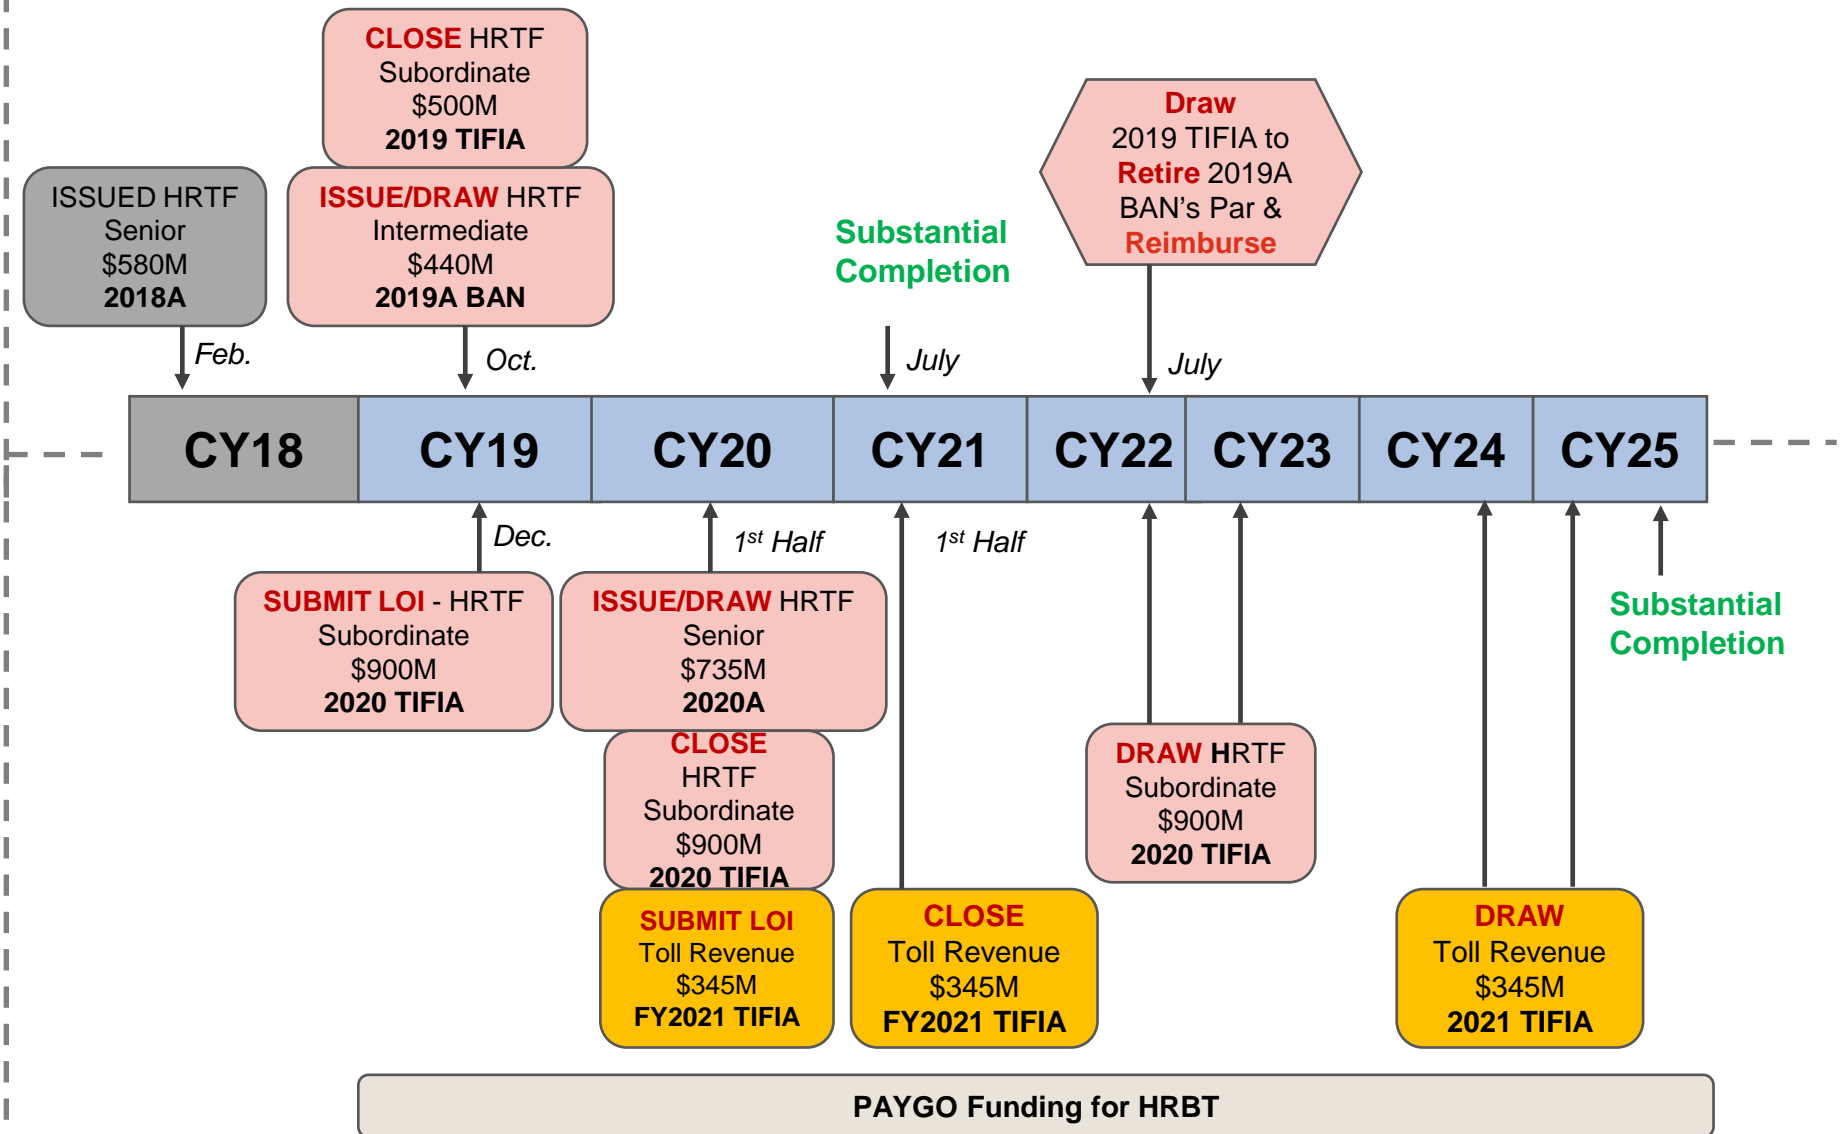 CLOSE HRTF
Subordinate
$500M
2019 TIFIA
ISSUED HRTF
Senior
$580M
2018A
ISSUE/DRAW HRTF
Intermediate
$440M
2019A BAN
Substantial
Completion
Draw
2019 TIFIA to
Retire 2019A
BAN's Par &
Reimburse
Feb.
Oct.
July
July
CY18
CY19
CY20
CY21
CY22
CY23
CY24
CY25
Dec.
1st Half
1st Half
SUBMIT LOI - HRTF
Subordinate
$900M
2020 TIFIA
ISSUE/DRAW HRTF
Senior
$735M
2020A
Substantial
Completion
CLOSE
HRTF
Subordinate
$900M
2020 TIFIA
DRAW HRTF
Subordinate
$900M
2020 TIFIA
SUBMIT LOI
Toll Revenue
$345M
FY2021 TIFIA
CLOSE
Toll Revenue
$345M
FY2021 TIFIA
DRAW
Toll Revenue
$345M
2021 TIFIA
PAYGO Funding for HRBT